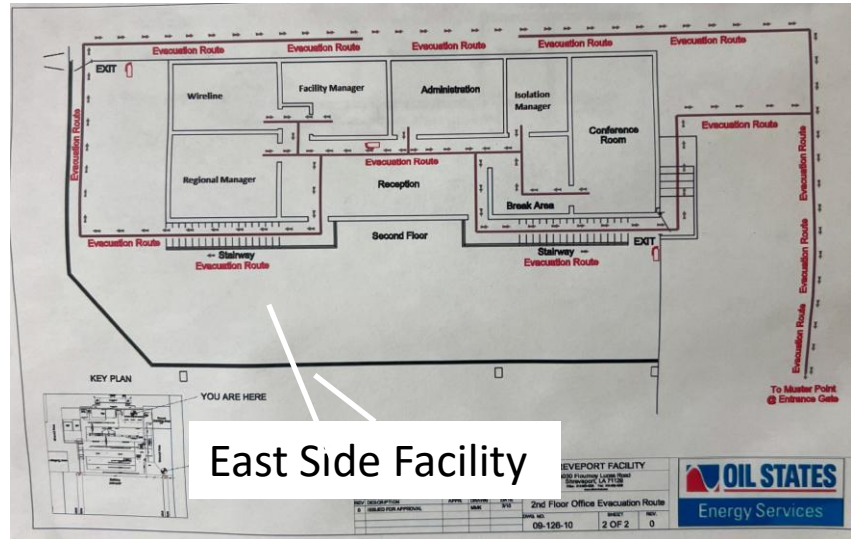 Evacuation Route
Evacuation Route
Evacuation Route
Evacuation Route
Evacuation Route
EXIT
Wireline
Facility Manager
Administration
Isolation
Manager
Conference
Room
Evacuation Route
Evacuation Route
Evacuation Route
Evacuation Route
Regional Manager
Reception
Break Area
Evacuation Route
Second Floor
Stairway
Evacuation Route
Stairway
Evacuation Route
EXIT
Evacuation Route
Evacuation Route
To Muster Point
@ Entrance Gate
KEY PLAN
YOU ARE HERE
East Side Facility
REVEPORT FACILITY
Shreveport, LA
2nd Floor Office Evacuation Route
DWG. NO.
SHEET
REV.
09-126-10
2 OF 2
0
REV
DESCRIPTION
0
ISSUED FOR APPROVAL
OIL STATES
Energy Services